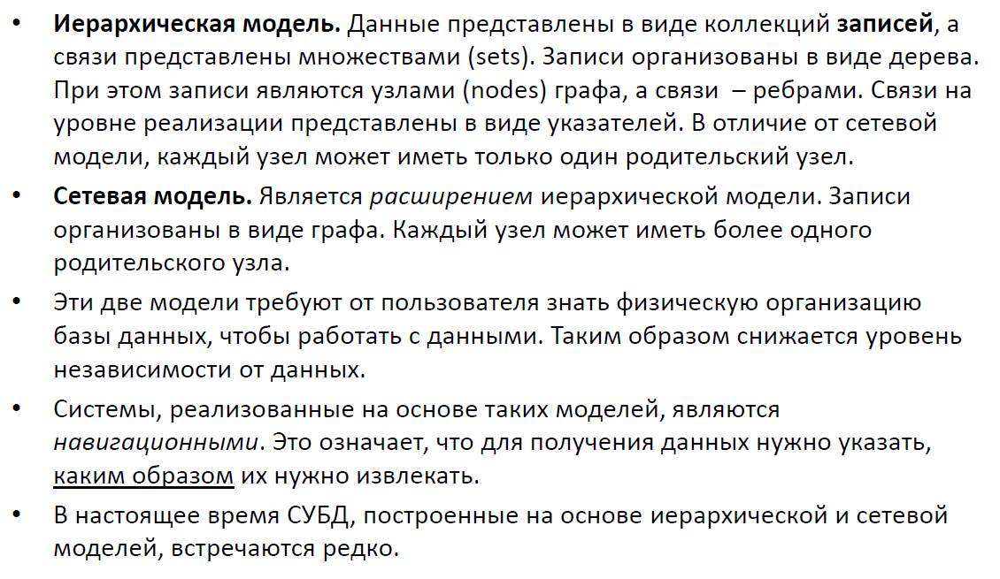 • Иерархическая модель. Данные представлены в виде коллекций записей, а
связи представлены множествами (sets). Записи организованы в виде дерева.
При этом записи являются узлами (nodes) графа, а связи – ребрами. Связи на
уровне реализации представлены в виде указателей. В отличие от сетевой
модели, каждый узел может иметь только один родительский узел.
• Сетевая модель. Является расширением иерархической модели. Записи
организованы в виде графа. Каждый узел может иметь более одного
родительского узла.
• Эти две модели требуют от пользователя знать физическую организацию
базы данных, чтобы работать с данными. Таким образом снижается уровень
независимости от данных.
• Системы, реализованные на основе таких моделей, являются
навигационными. Это означает, что для получения данных нужно указать,
каким образом их нужно извлекать.
• В настоящее время СУБД, построенные на основе иерархической и сетевой
моделей, встречаются редко.